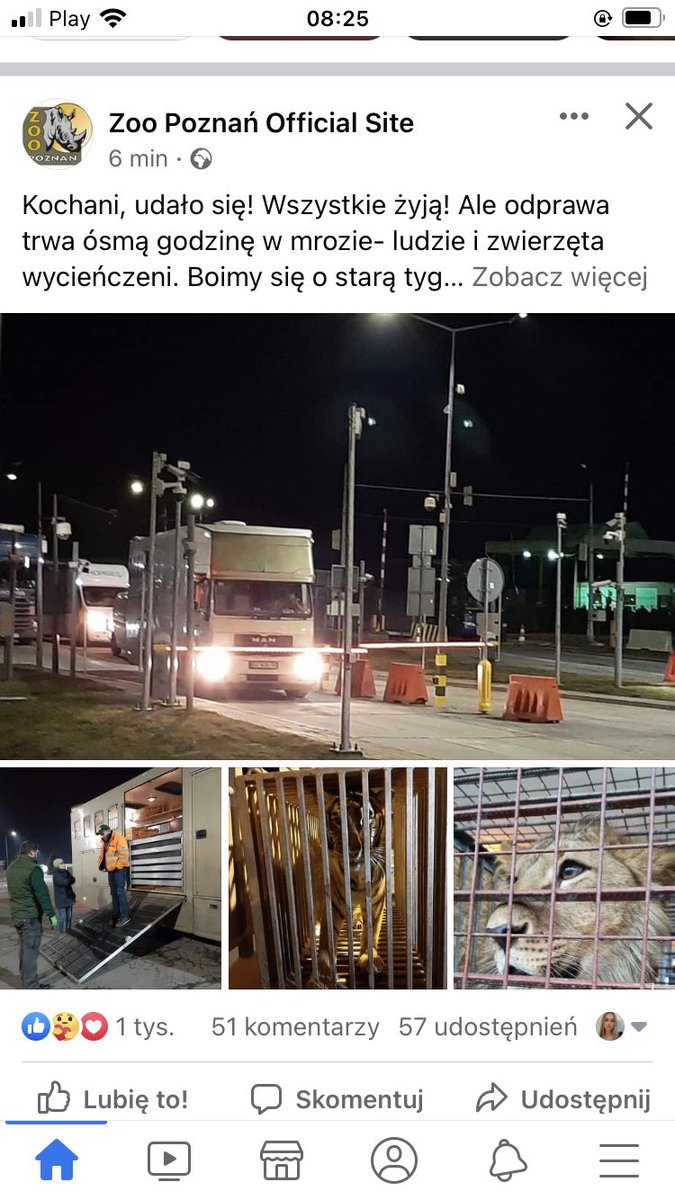 Play 08:25
ZOO
POZNAN
Zoo Poznań Official Site
6 min ·
Kochani, udało się! Wszystkie żyją! Ale odprawa
trwa ósmą godzinę w mrozie- ludzie i zwierzęta
wycieńczeni. Boimy się o starą tyg... Zobacz więcej
MAN
1 tys. 51 komentarzy 57 udostępnień
Lubię to! Skomentuj Udostępnij